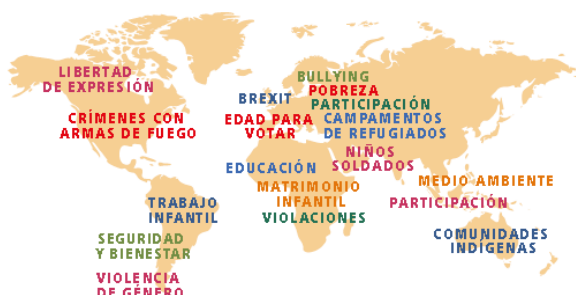 LIBERTAD
DE EXPRESIÓN
CRÍMENES CON
ARMAS DE FUEGO
BREXIT
BULLYING
POBREZA
PARTICIPACIÓN
EDAD PARA
VOTAR
CAMPAMENTOS
DE REFUGIADOS
NIÑOS
SOLDADOS
EDUCACIÓN
MATRIMONIO
INFANTIL
VIOLACIONES
MEDIO AMBIENTE
PARTICIPACIÓN
TRABAJO
INFANTIL
COMUNIDADES
INDÍGENAS
SEGURIDAD
Y BIENESTAR
VIOLENCIA
DE GÉNERO